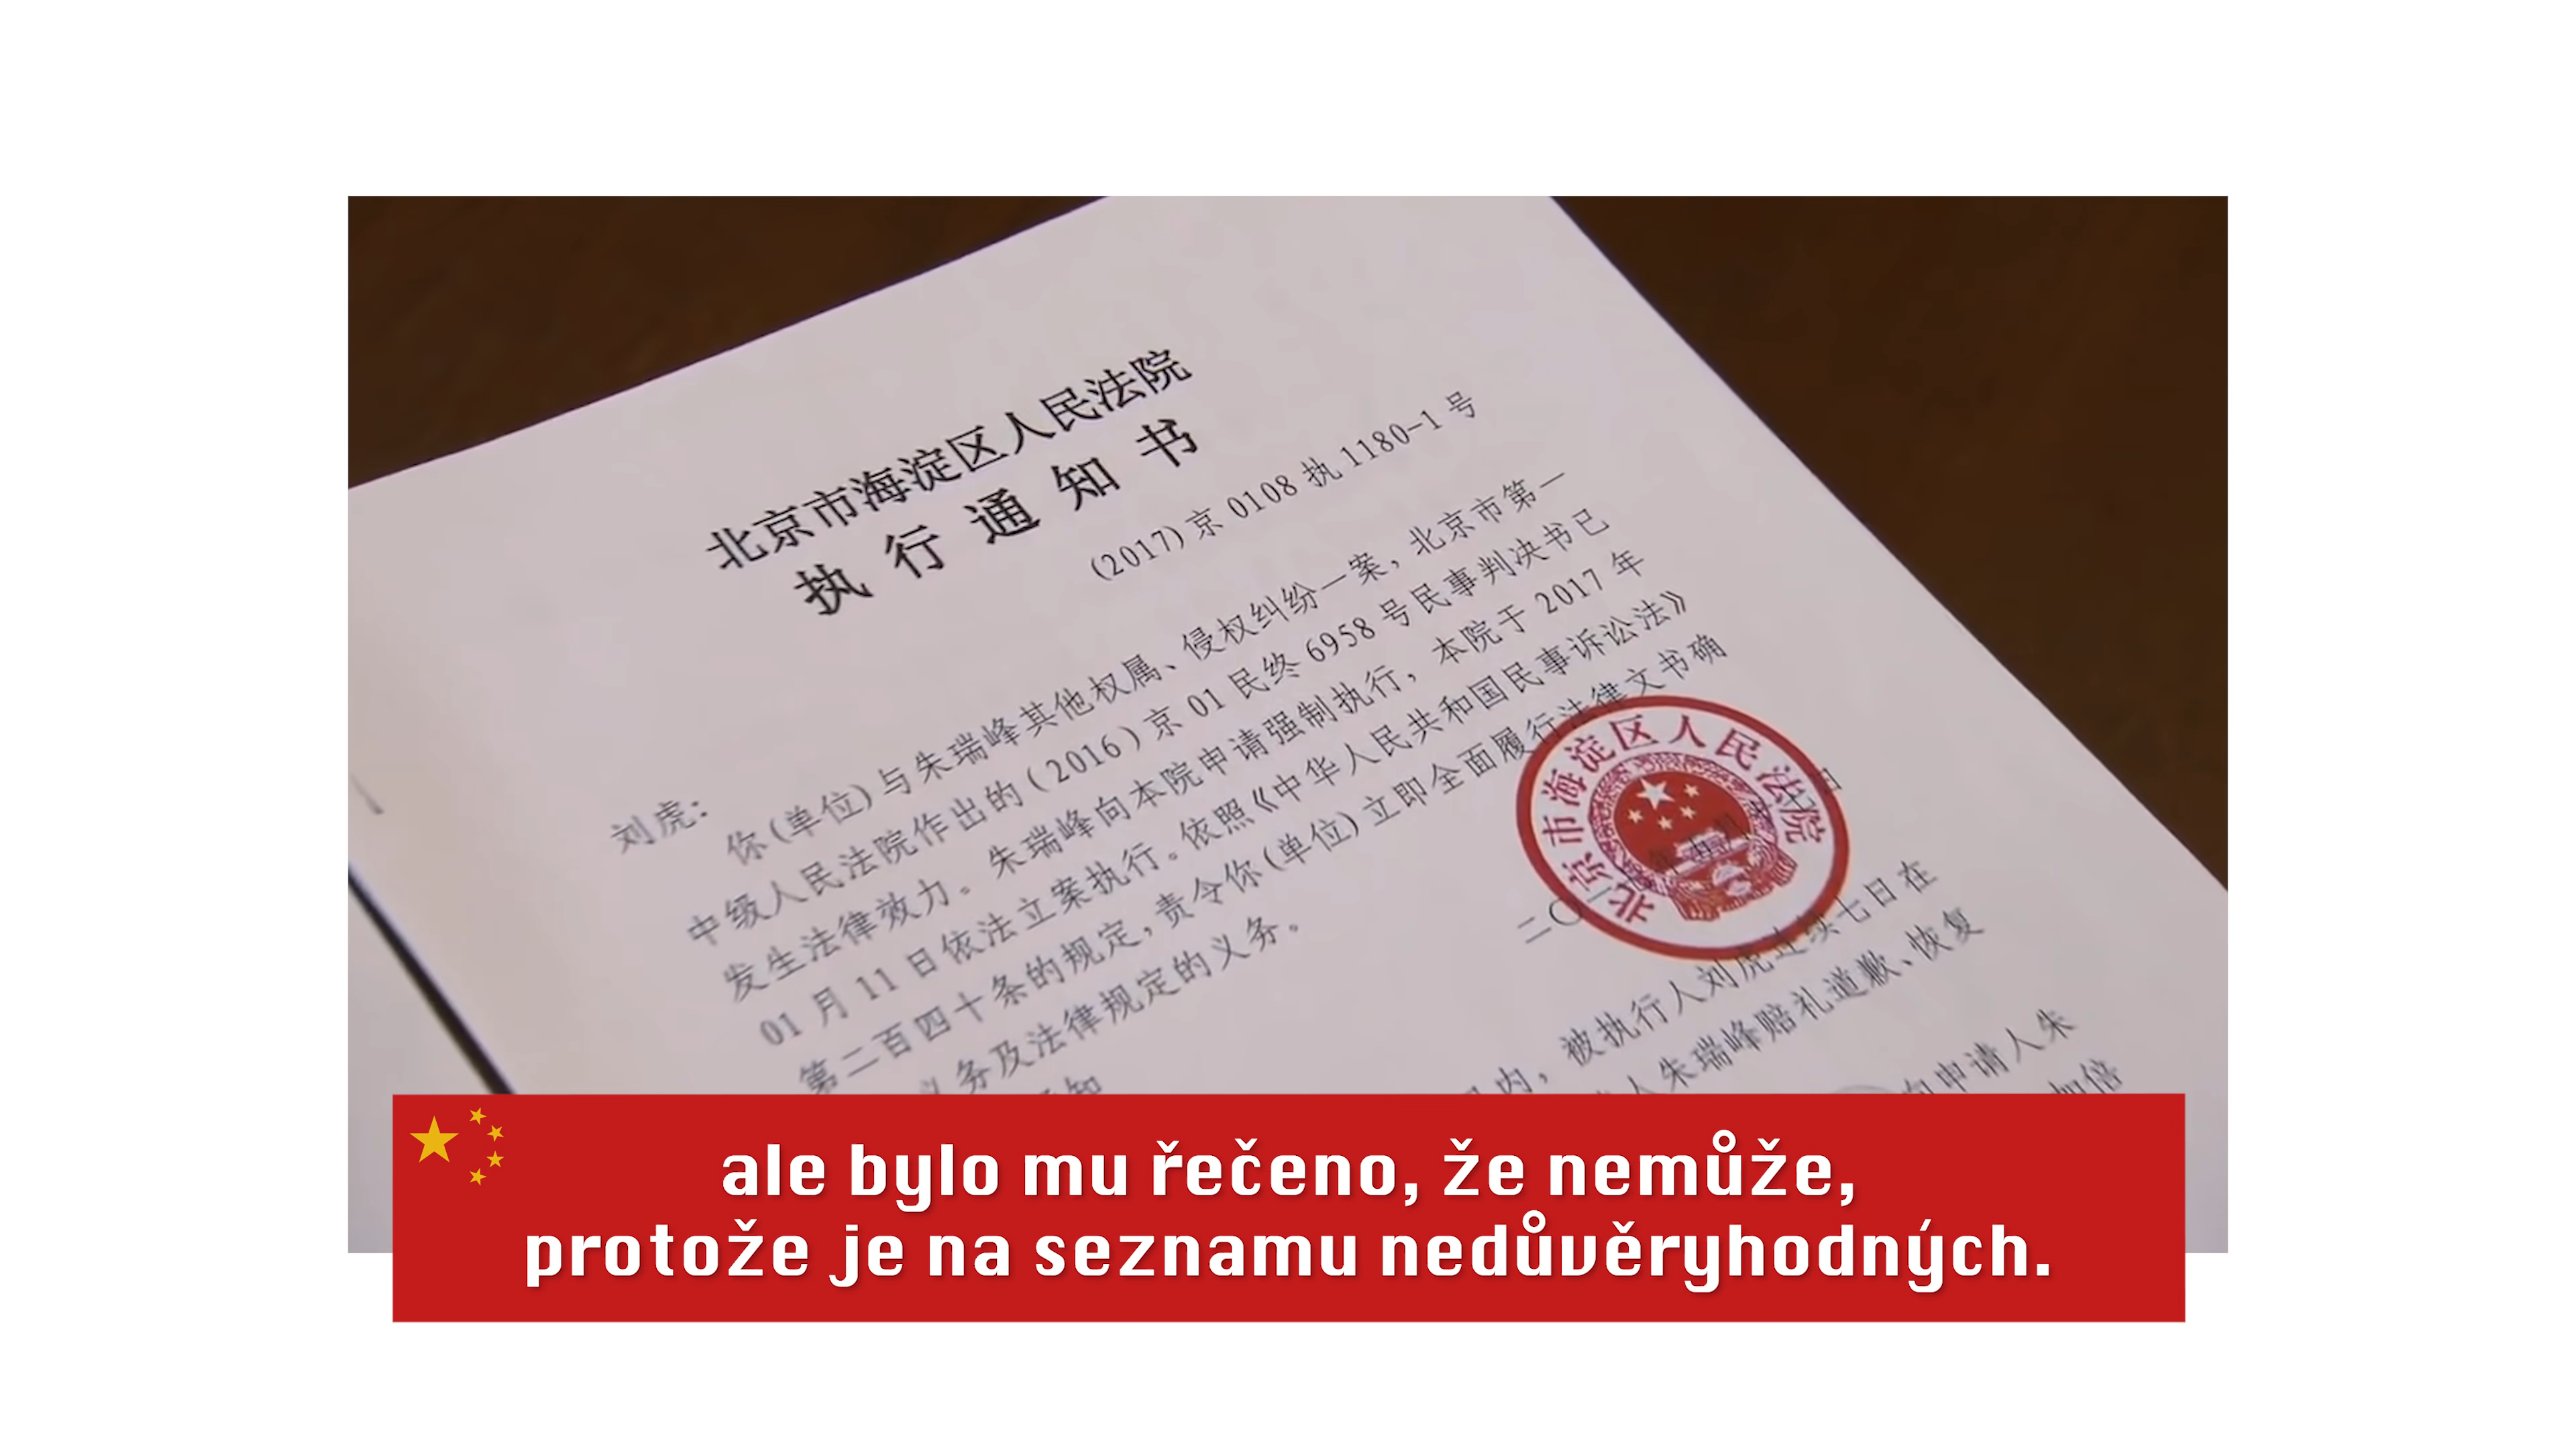 北京市海淀区人民法院
执行通知书
(2017)京0108执1180-1号
刘虎:
你(单位)与朱瑞峰其他权属、侵权纠纷一案，北京市第一
中级人民法院作出的(2016)京01民终6958号民事判决书已
发生法律效力。朱瑞峰向本院申请强制执行，本院于2017年
01月11日依法立案执行。依照《中华人民共和国民事诉讼法》
第二百四十条的规定，责令你(单位)立即全面履行法律文书确
义务及法律规定的义务。
北京市海淀区人民法院
内，被执行人刘虎连续七日在
人朱瑞峰赔礼道歉、恢复
向申请人朱
加倍
ale bylo mu řečeno, že nemůže,
protože je na seznamu nedůvěryhodných.